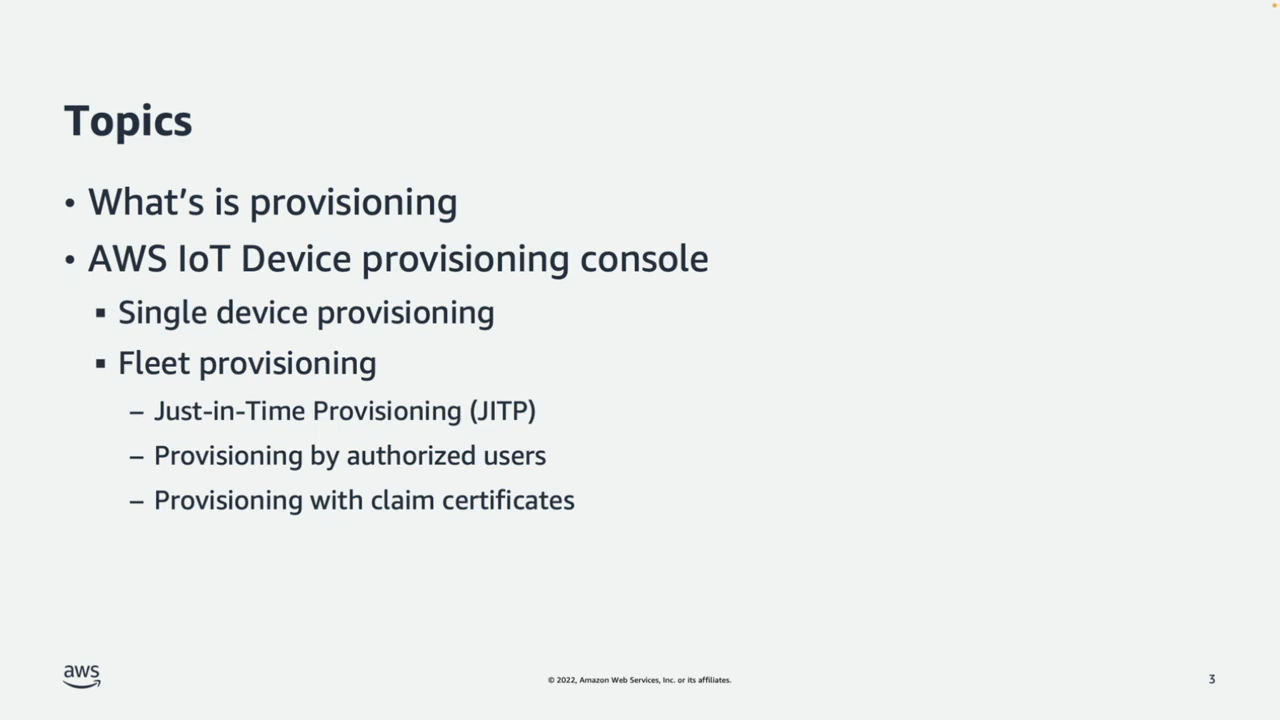 Topics
• What’s is provisioning
• AWS IoT Device provisioning console
▪ Single device provisioning
▪ Fleet provisioning
– Just-in-Time Provisioning (JITP)
– Provisioning by authorized users
– Provisioning with claim certificates
aws
© 2022, Amazon Web Services, Inc. or its affiliates.
3